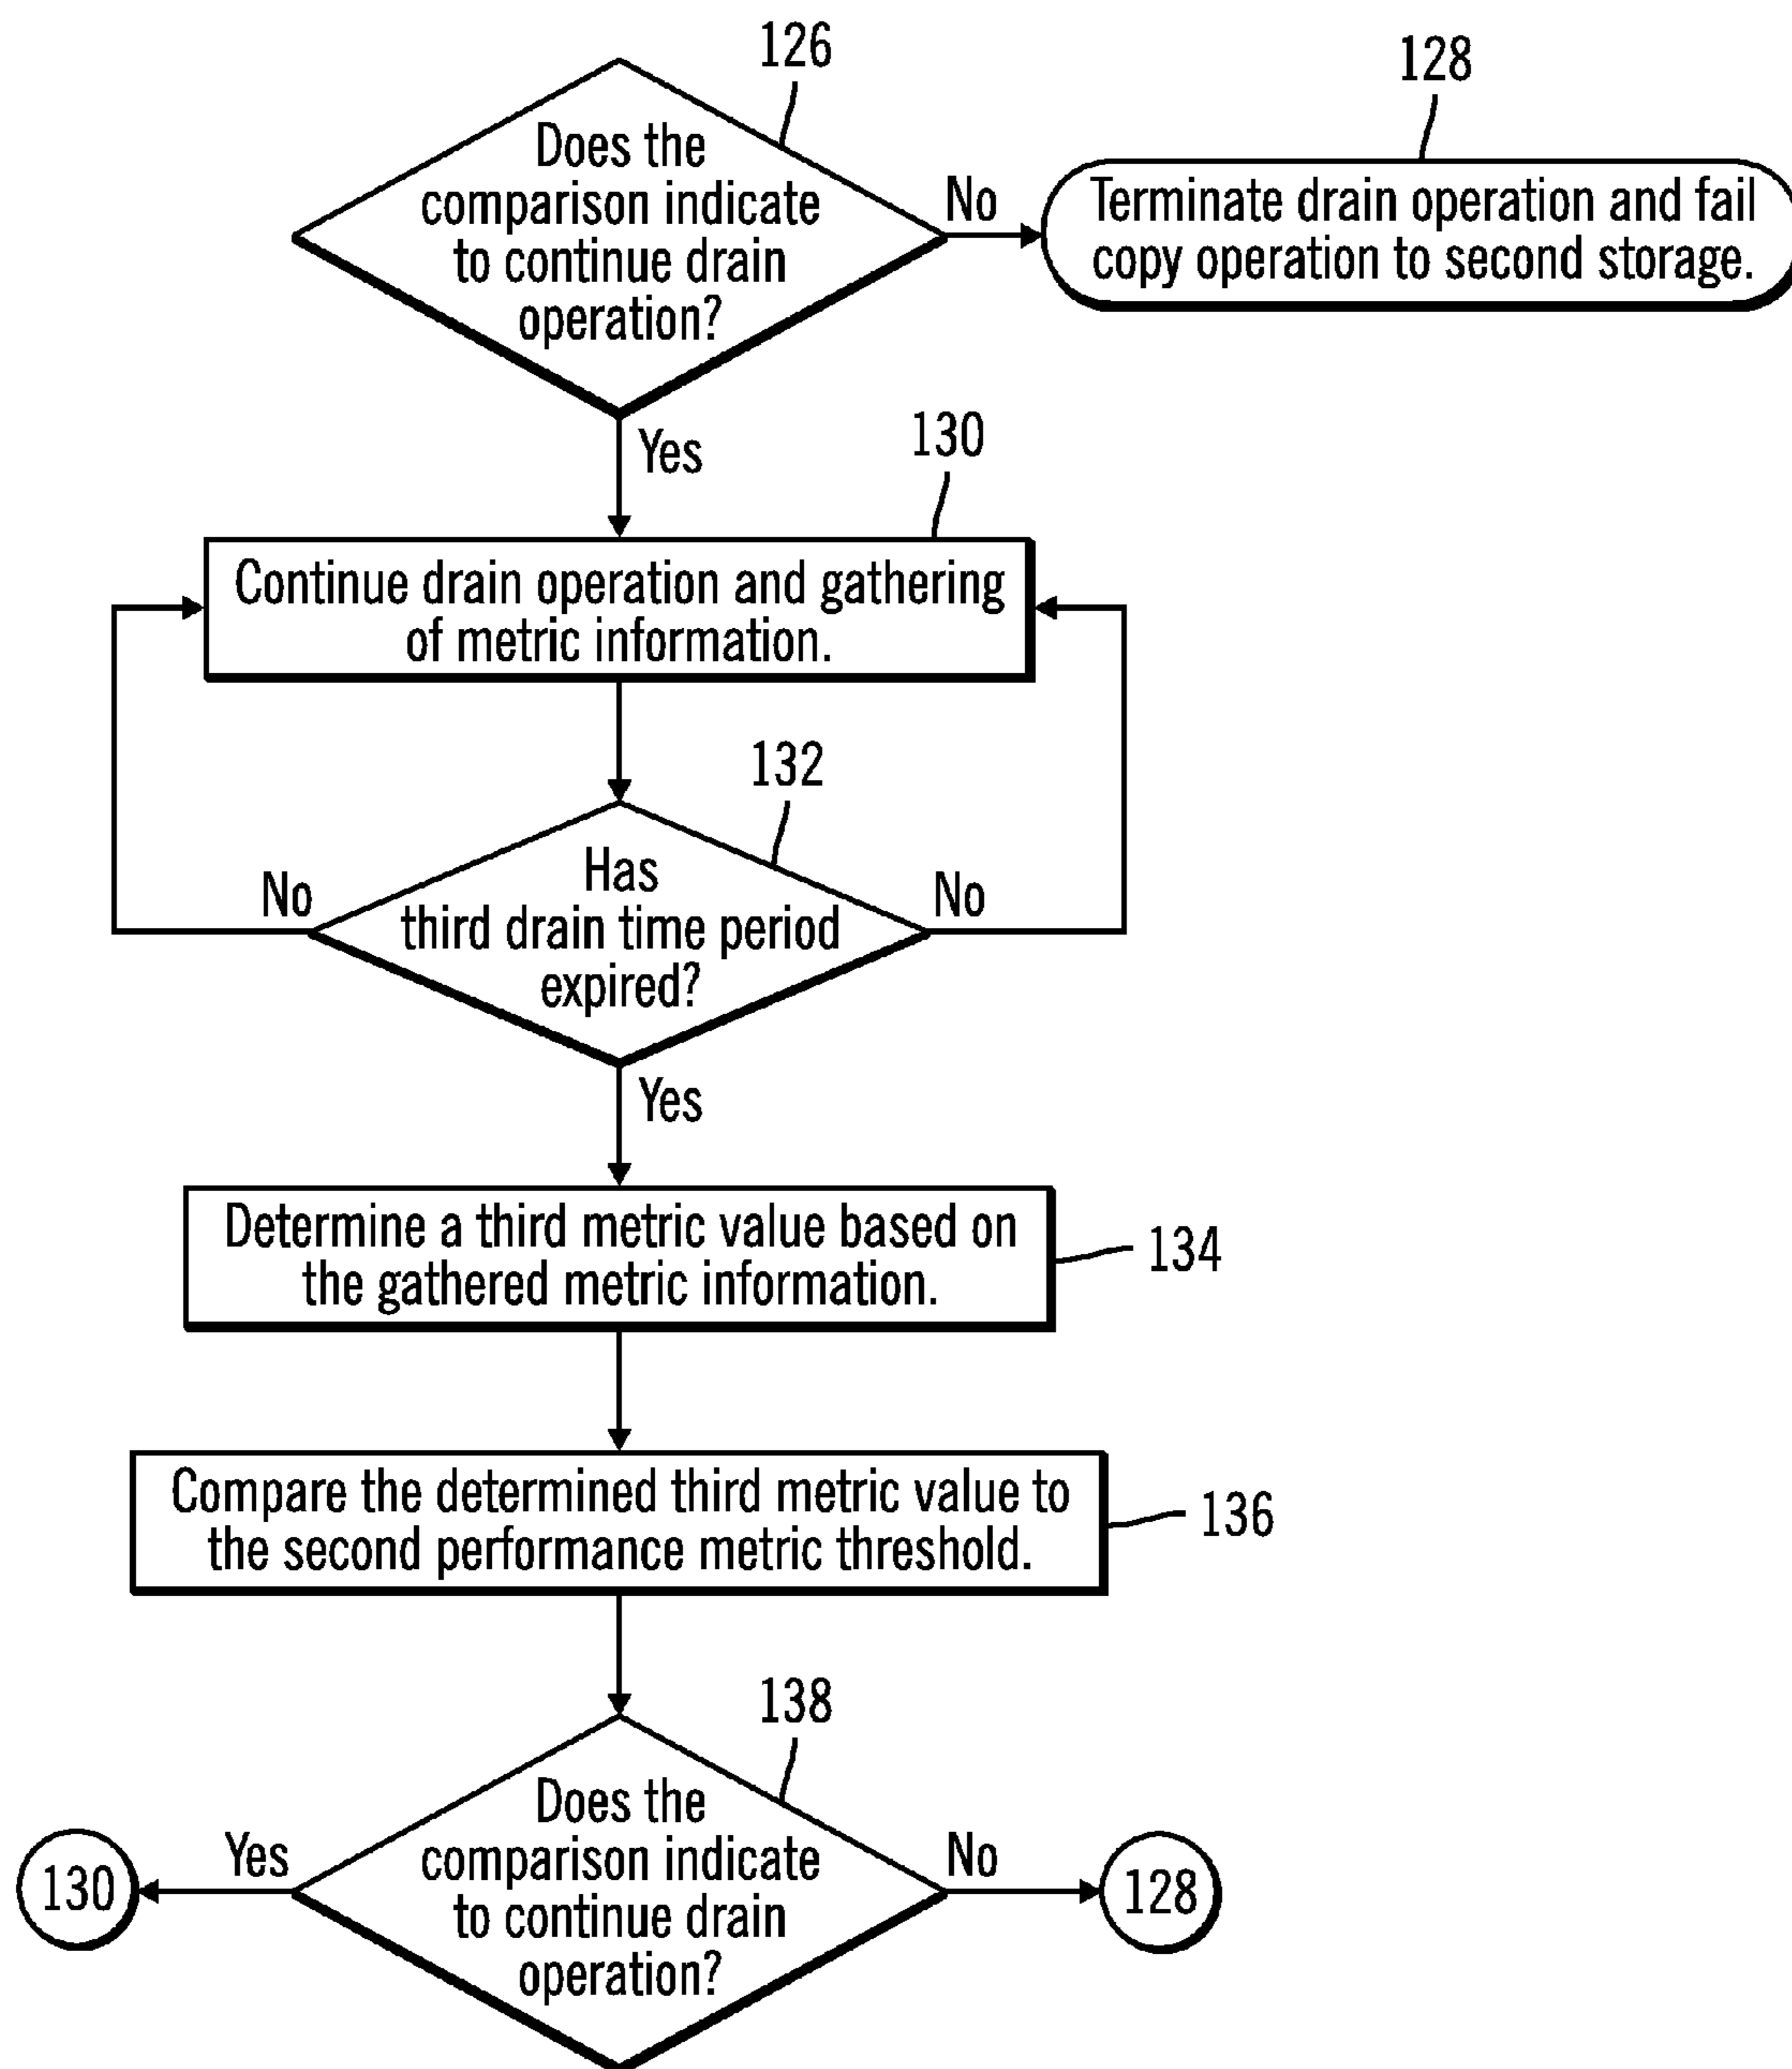 126
Does the
comparison indicate
to continue drain
operation?
No
128
Terminate drain operation and fail
copy operation to second storage.
Yes
130
Continue drain operation and gathering
of metric information.
132
Has
third drain time period
expired?
No
No
Yes
Determine a third metric value based on
the gathered metric information.
134
Compare the determined third metric value to
the second performance metric threshold.
136
138
Does the
comparison indicate
to continue drain
operation?
Yes
130
No
128